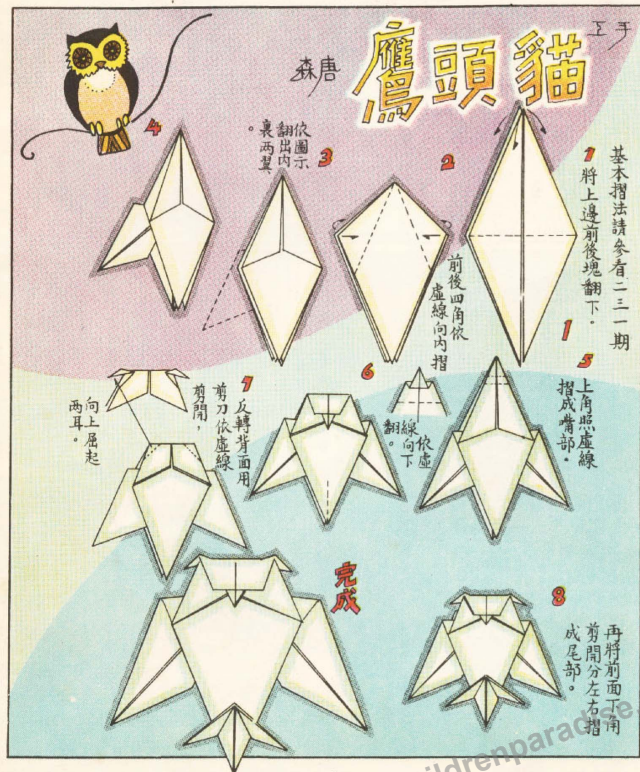 手工
貓頭鷹
唐森
基本摺法請參看二三一期
1
將上邊前後塊翻下．
1
2
前後四角依
虛線向內摺
3
依圖示
翻出內
裏兩翼
。
4
5
上角照虛線
摺成嘴部．
6
依虛
線向下
翻。
7
反轉背面用
剪刀依虛線
剪開，
向上屈起
兩耳。
8
再將前面下角
剪開分左右摺
成尾部。
完成
ildrenparadise.